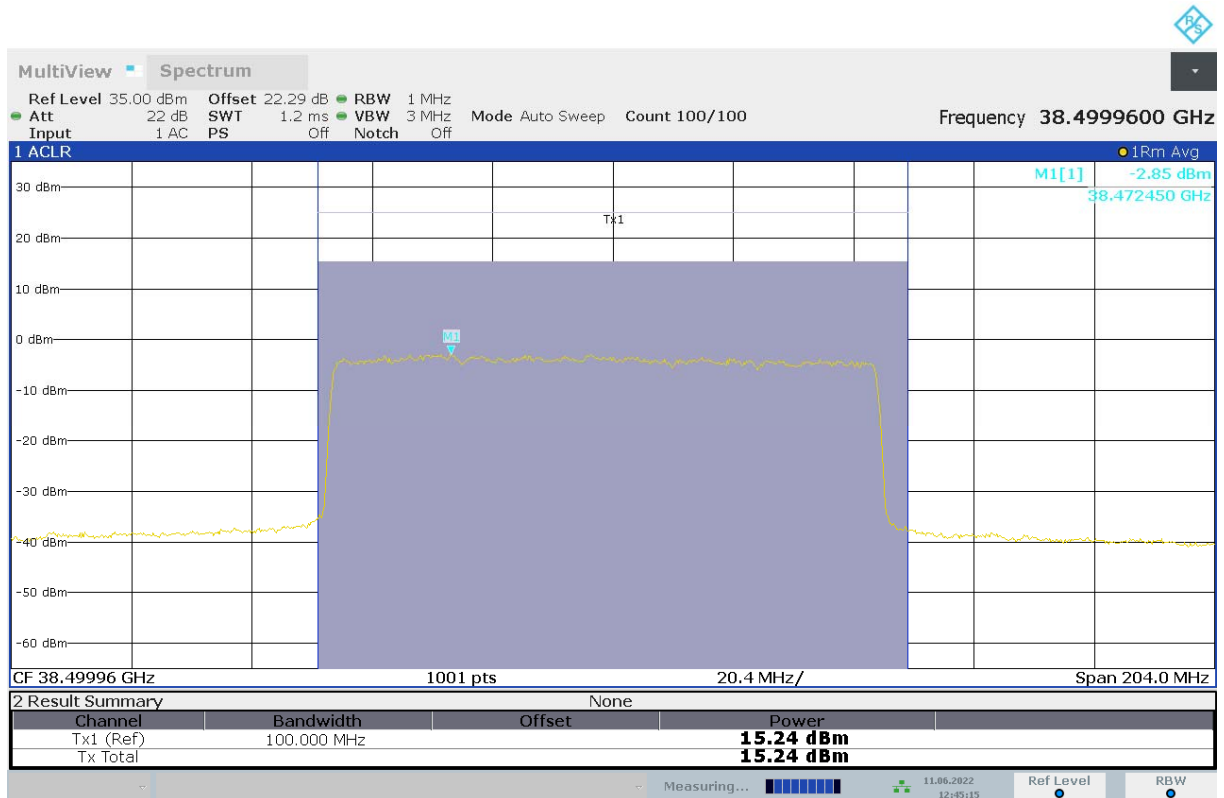 R&S
MultiView Spectrum
Ref Level 35.00 dBm Offset 22.29 dB RBW 1 MHz
Att 22 dB SWT 1.2 ms VBW 3 MHz Mode Auto Sweep Count 100/100 Frequency 38.4999600 GHz
Input 1 AC PS Off Notch Off
1 ACLR 1Rm Avg
M1[1] -2.85 dBm
38.472450 GHz
30 dBm
Tx1
20 dBm
10 dBm
0 dBm
M1
-10 dBm
-20 dBm
-30 dBm
-40 dBm
-50 dBm
-60 dBm
CF 38.49996 GHz 1001 pts 20.4 MHz/ Span 204.0 MHz
2 Result Summary None
Channel Bandwidth Offset Power
Tx1 (Ref) 100.000 MHz 15.24 dBm
Tx Total 15.24 dBm
Measuring... 11.06.2022 Ref Level RBW
12:45:15